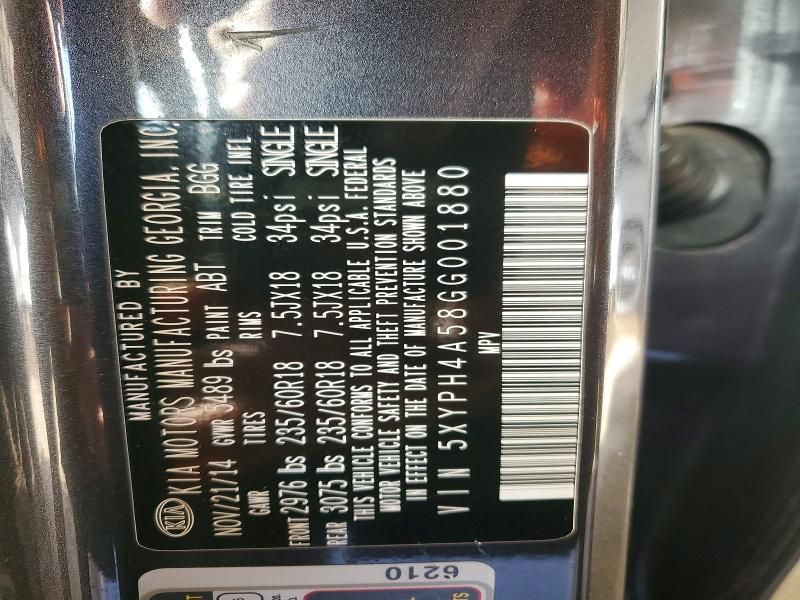 MANUFACTURED BY
KIA KIA MOTORS MANUFACTURING GEORGIA, INC.
NOV/21/14 GVWR 5489 lbs PAINT ABT TRIM BGG
GAWR TIRES RIMS COLD TIRE INFL
FRONT 2976 lbs 235/60R18 7.5JX18 34psi SINGLE
REAR 3075 lbs 235/60R18 7.5JX18 34psi SINGLE
THIS VEHICLE CONFORMS TO ALL APPLICABLE U.S.A. FEDERAL
MOTOR VEHICLE SAFETY AND THEFT PREVENTION STANDARDS
IN EFFECT ON THE DATE OF MANUFACTURE SHOWN ABOVE
VIN 5XYPH4A58GG001880
MPV
6210